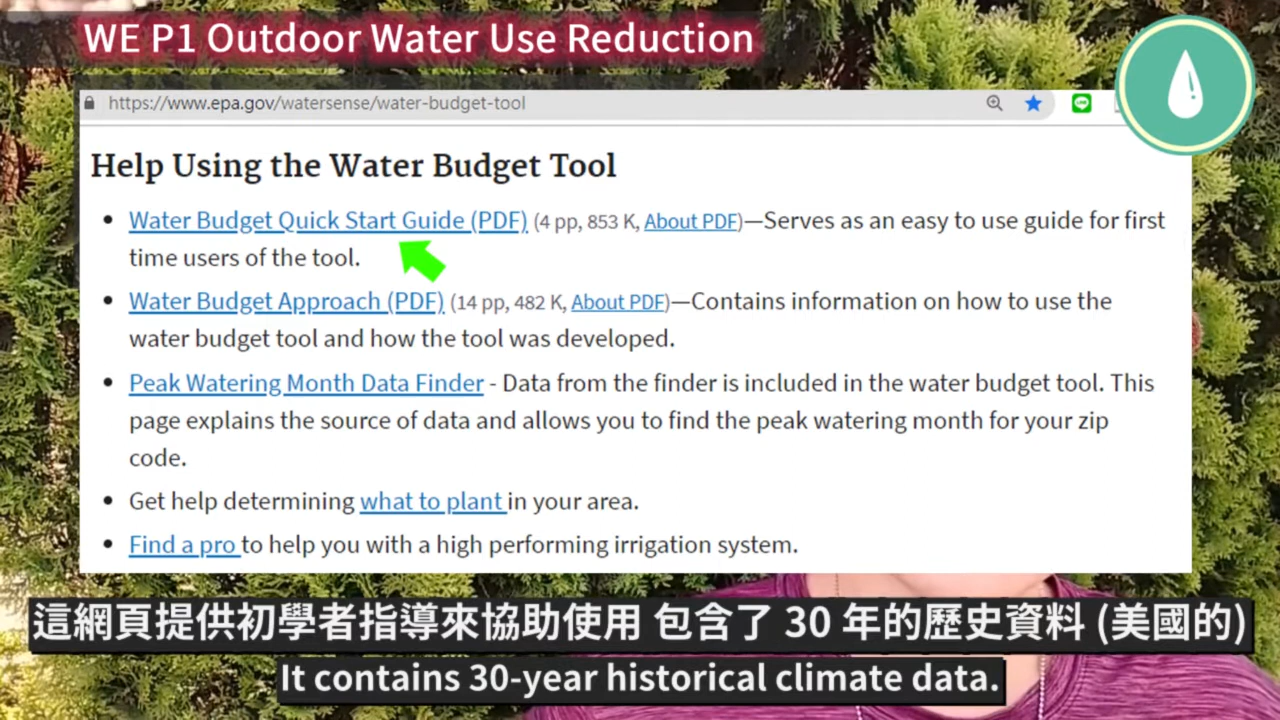 WE P1 Outdoor Water Use Reduction
https://www.epa.gov/watersense/water-budget-tool
Help Using the Water Budget Tool
• Water Budget Quick Start Guide (PDF) (4 pp, 853 K, About PDF)—Serves as an easy to use guide for first
time users of the tool.
• Water Budget Approach (PDF) (14 pp, 482 K, About PDF)—Contains information on how to use the
water budget tool and how the tool was developed.
• Peak Watering Month Data Finder - Data from the finder is included in the water budget tool. This
page explains the source of data and allows you to find the peak watering month for your zip
code.
• Get help determining what to plant in your area.
• Find a pro to help you with a high performing irrigation system.
這網頁提供初學者指導來協助使用 包含了 30 年的歷史資料 (美國的)
It contains 30-year historical climate data.